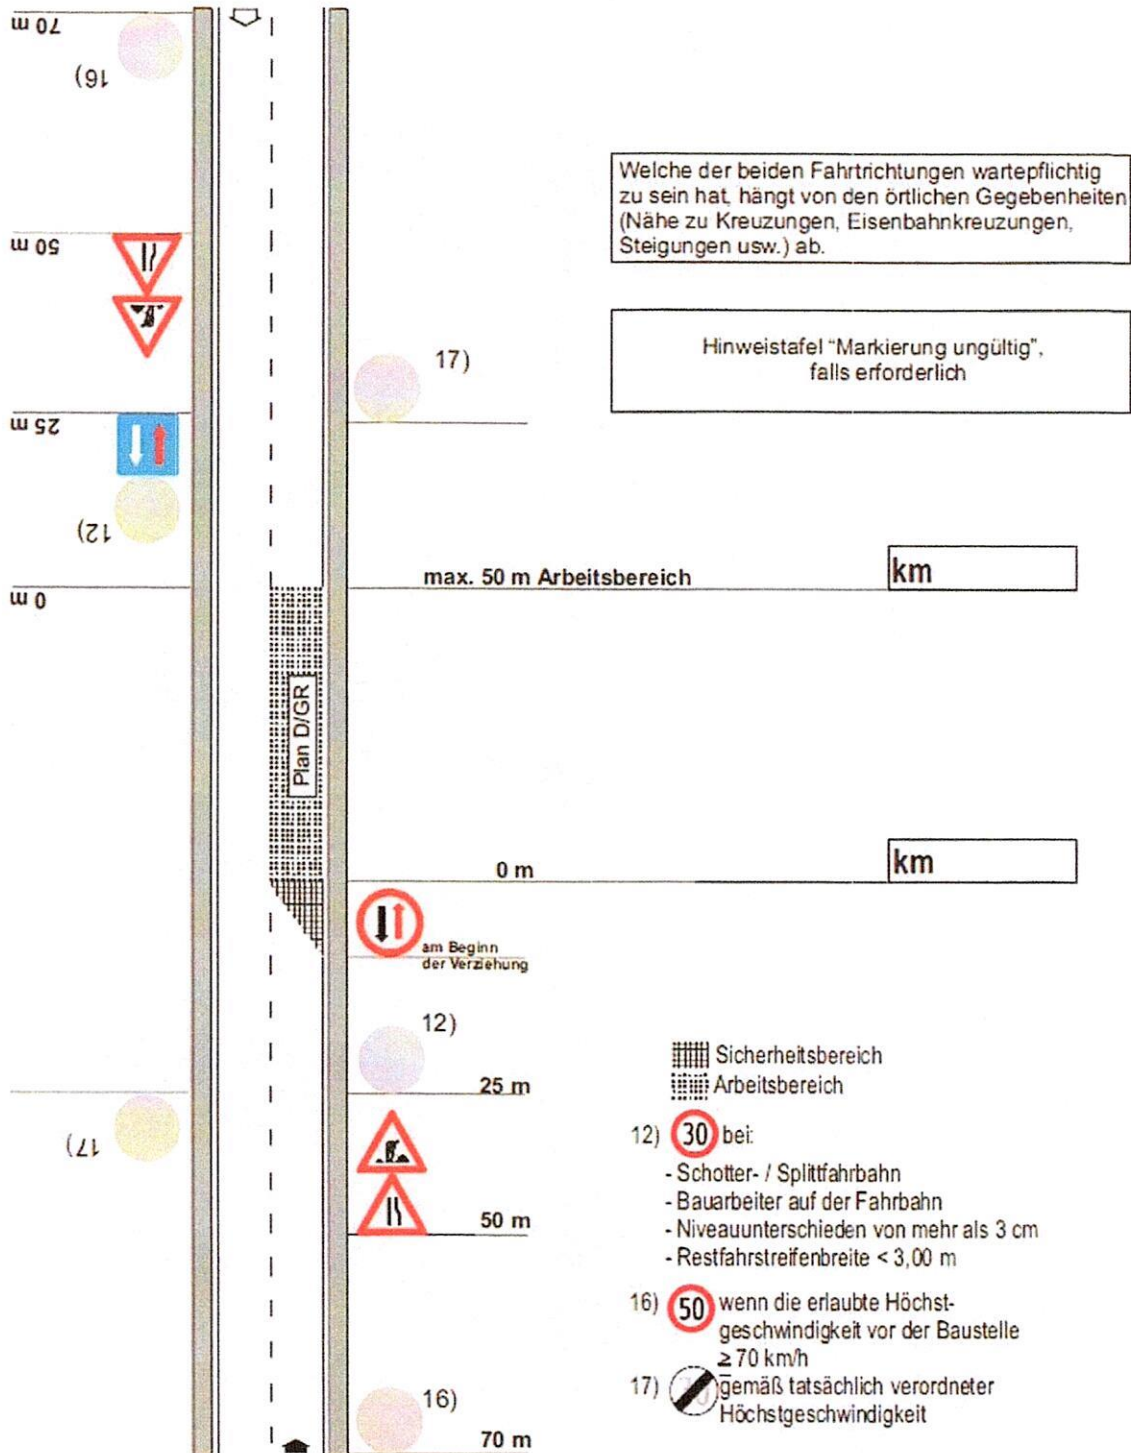 70 m
16)
Welche der beiden Fahrtrichtungen wartepflichtig
zu sein hat, hängt von den örtlichen Gegebenheiten
(Nähe zu Kreuzungen, Eisenbahnkreuzungen,
Steigungen usw.) ab.
50 m
Hinweistafel "Markierung ungültig",
falls erforderlich
17)
25 m
12)
max. 50 m Arbeitsbereich
km
0 m
Plan D/GR
0 m
km
am Beginn
der Verziehung
12)
25 m
17)
50 m
16)
70 m
Sicherheitsbereich
Arbeitsbereich
12) 30 bei:
- Schotter- / Splittfahrbahn
- Bauarbeiter auf der Fahrbahn
- Niveauunterschieden von mehr als 3 cm
- Restfahrstreifenbreite < 3,00 m
16) 50 wenn die erlaubte Höchst-
geschwindigkeit vor der Baustelle
≥ 70 km/h
17) gemäß tatsächlich verordneter
Höchstgeschwindigkeit